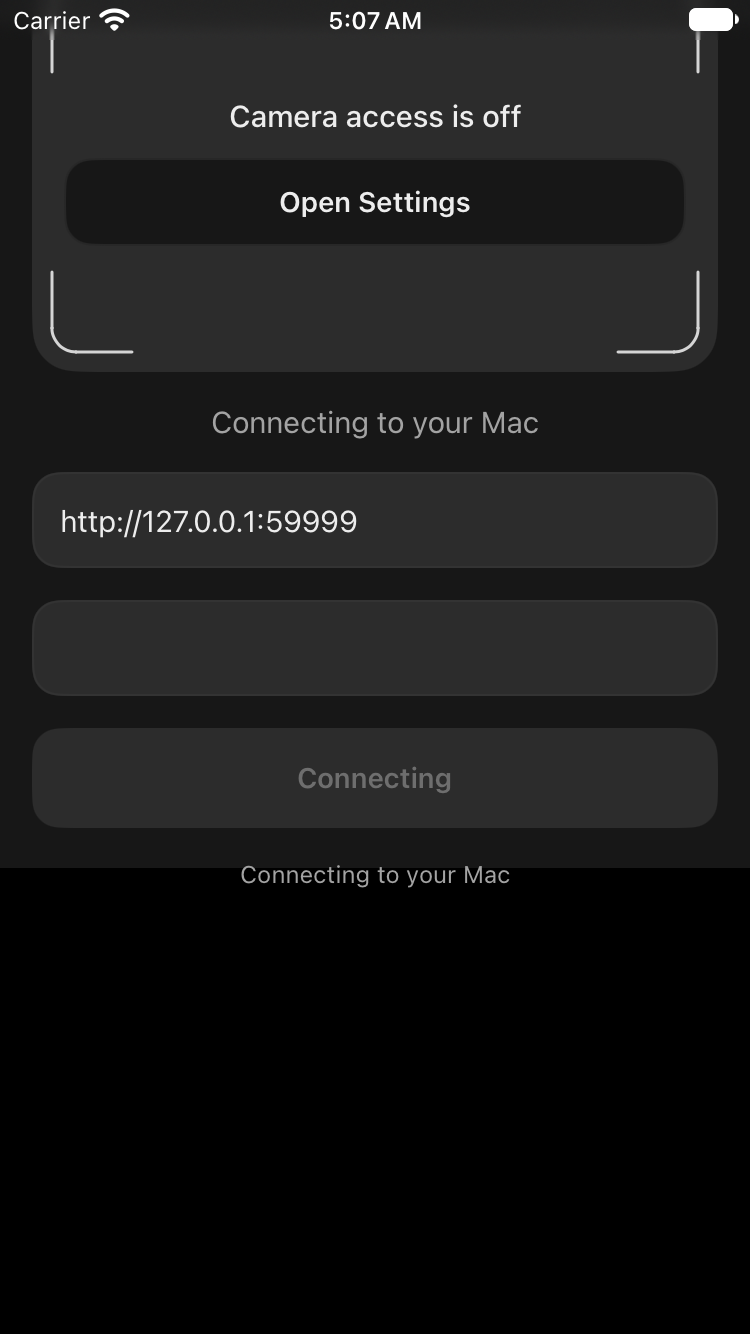 Carrier 5:07 AM
Camera access is off
Open Settings
Connecting to your Mac
http://127.0.0.1:59999
Connecting
Connecting to your Mac